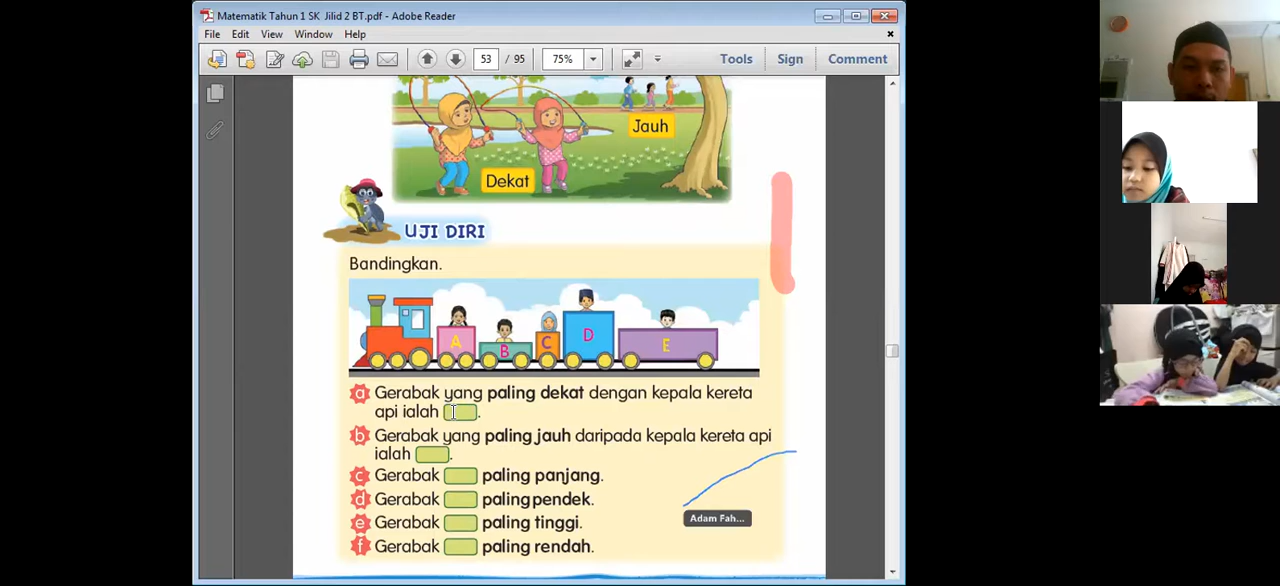 Matematik Tahun 1 SK Jilid 2 BT.pdf - Adobe Reader
File Edit View Window Help
53 / 95 75% Tools Sign Comment
Jauh
Dekat
UJI DIRI
Bandingkan.
A B C D E
a Gerabak yang paling dekat dengan kepala kereta
api ialah .
b Gerabak yang paling jauh daripada kepala kereta api
ialah .
c Gerabak paling panjang.
d Gerabak paling pendek.
e Gerabak paling tinggi.
f Gerabak paling rendah.
Adam Fah...